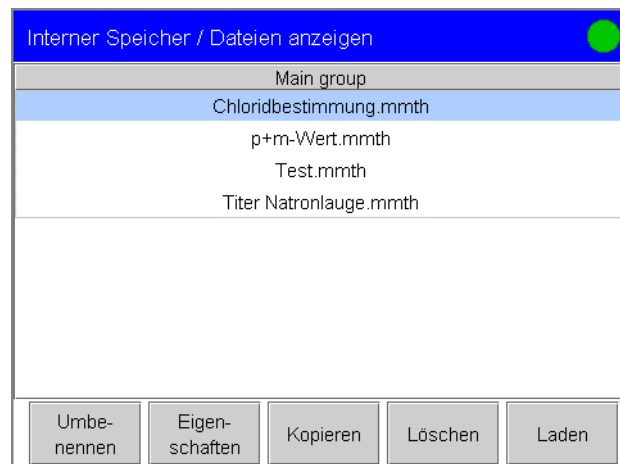 Interner Speicher / Dateien anzeigen
Main group
Chloridbestimmung.mmth
p+m-Wert.mmth
Test.mmth
Titer Natronlauge.mmth
Umbe-
nennen
Eigen-
schaften
Kopieren
Löschen
Laden